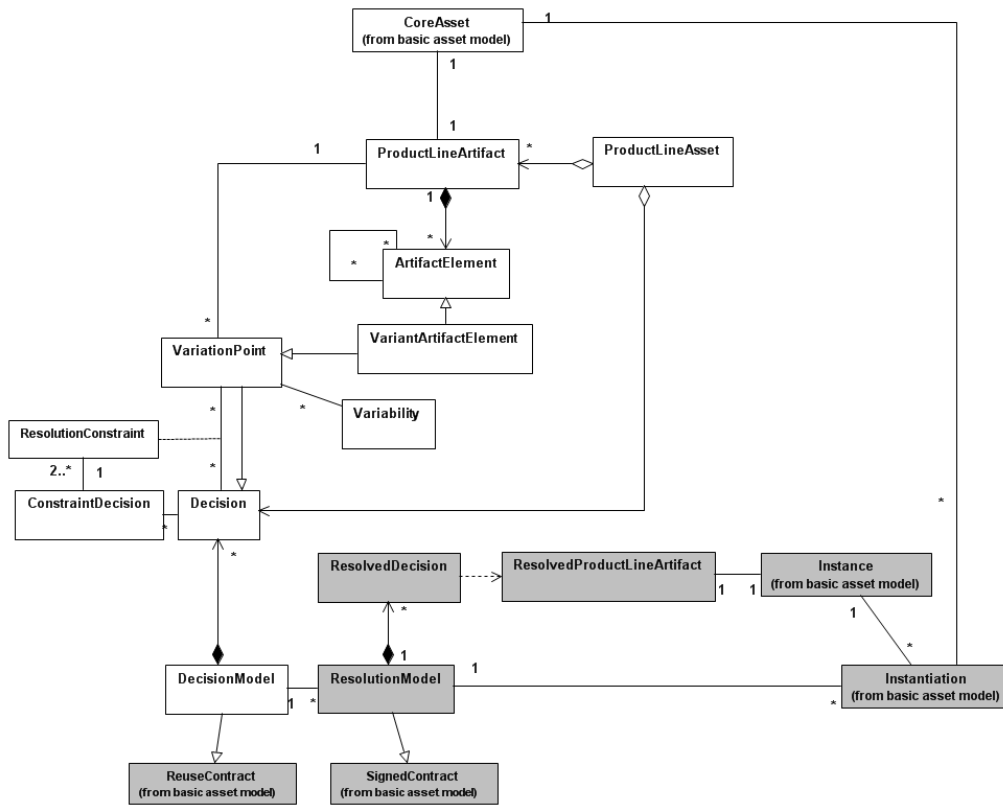 CoreAsset
(from basic asset model)
1
1
1
1
ProductLineArtifact
*
ProductLineAsset
1
*
*
*
ArtifactElement
*
VariationPoint
VariantArtifactElement
*
*
Variability
ResolutionConstraint
2..*
1
*
ConstraintDecision
*
Decision
*
*
ResolvedDecision
ResolvedProductLineArtifact
1
1
Instance
(from basic asset model)
*
1
*
1
1
DecisionModel
1
*
ResolutionModel
*
Instantiation
(from basic asset model)
ReuseContract
(from basic asset model)
SignedContract
(from basic asset model)